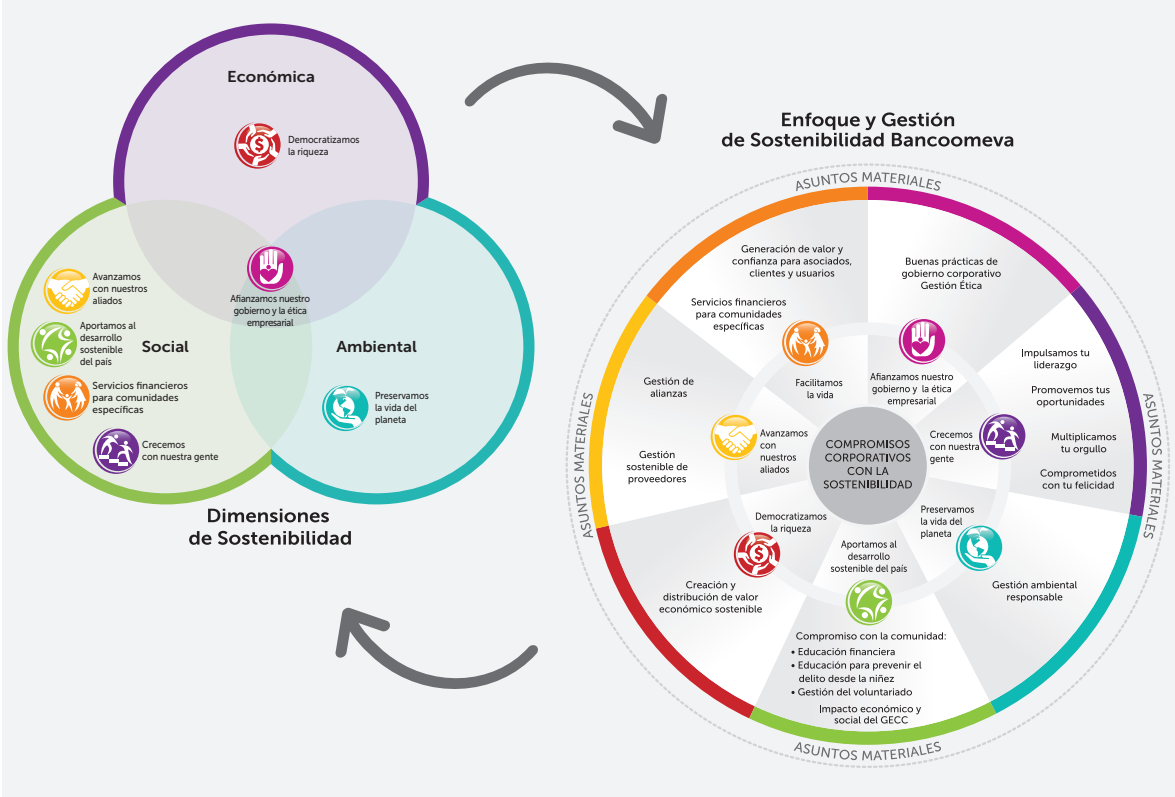 Económica
Democratizamos
la riqueza
Avanzamos
con nuestros
aliados
Aportamos al
desarrollo
sostenible
del país
Social
Servicios financieros
para comunidades
específicas
Crecemos
con nuestra gente
Afianzamos nuestro
gobierno y la ética
empresarial
Ambiental
Preservamos
la vida del
planeta
Dimensiones
de Sostenibilidad
Enfoque y Gestión
de Sostenibilidad Bancoomeva
ASUNTOS MATERIALES
Generación de valor y
confianza para asociados,
clientes y usuarios
Servicios financieros
para comunidades
específicas
Facilitamos
la vida
Buenas prácticas de
gobierno corporativo
Gestión Ética
Afianzamos nuestro
gobierno y la ética
empresarial
Impulsamos tu
liderazgo
Promovemos tus
oportunidades
Multiplicamos
tu orgullo
Comprometidos
con tu felicidad
Crecemos
con nuestra
gente
ASUNTOS MATERIALES
Gestión de
alianzas
Gestión
sostenible de
proveedores
Avanzamos
con
nuestros
aliados
ASUNTOS MATERIALES
COMPROMISOS
CORPORATIVOS
CON LA
SOSTENIBILIDAD
Preservamos
la vida del
planeta
Gestión ambiental
responsable
Democratizamos
la riqueza
Creación y
distribución de valor
económico sostenible
Aportamos al
desarrollo
sostenible del país
Compromiso con la comunidad:
• Educación financiera
• Educación para prevenir el
delito desde la niñez
• Gestión del voluntariado
Impacto económico y
social del GECC
ASUNTOS MATERIALES